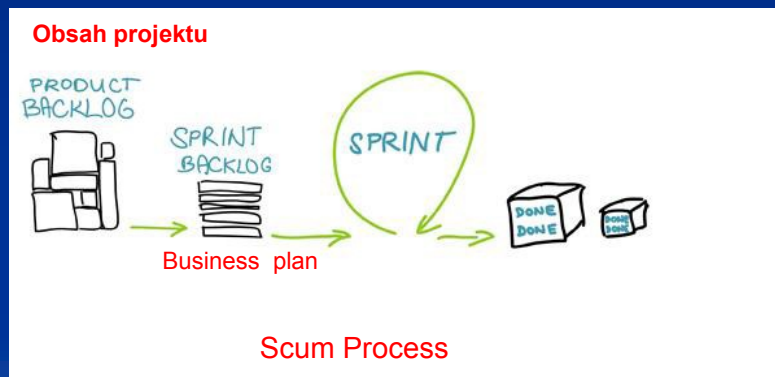 Obsah projektu
PRODUCT
BACKLOG
SPRINT
BACKLOG
SPRINT
DONE
DONE
DONE
DONE
Business plan
Scum Process